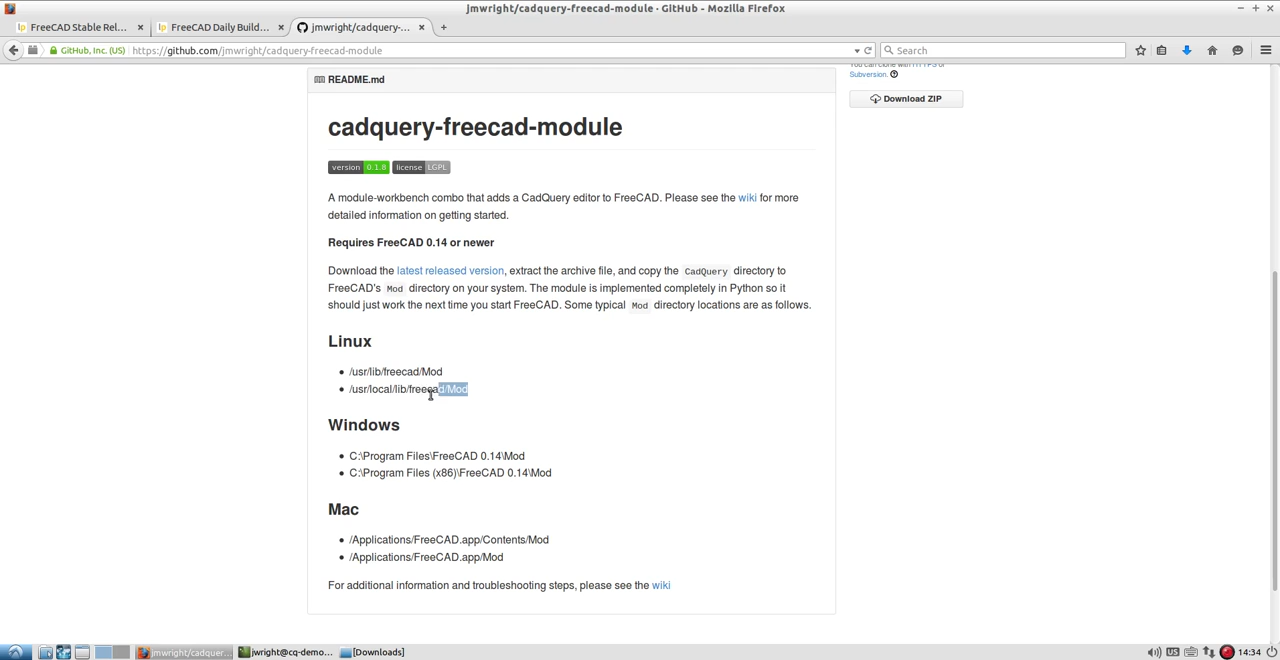 jmwright/cadquery-freecad-module · GitHub - Mozilla Firefox
FreeCAD Stable Rel... × FreeCAD Daily Build... × jmwright/cadquery-... × +
GitHub, Inc. (US) https://github.com/jmwright/cadquery-freecad-module Search
You can clone with HTTPS or
Subversion.
Download ZIP
README.md
cadquery-freecad-module
version 0.1.8 license LGPL
A module-workbench combo that adds a CadQuery editor to FreeCAD. Please see the wiki for more
detailed information on getting started.
Requires FreeCAD 0.14 or newer
Download the latest released version, extract the archive file, and copy the CadQuery directory to
FreeCAD's Mod directory on your system. The module is implemented completely in Python so it
should just work the next time you start FreeCAD. Some typical Mod directory locations are as follows.
Linux
• /usr/lib/freecad/Mod
• /usr/local/lib/freecad/Mod
Windows
• C:\Program Files\FreeCAD 0.14\Mod
• C:\Program Files (x86)\FreeCAD 0.14\Mod
Mac
• /Applications/FreeCAD.app/Contents/Mod
• /Applications/FreeCAD.app/Mod
For additional information and troubleshooting steps, please see the wiki
jmwright/cadquer... jwright@cq-demo... [Downloads] US 14:34